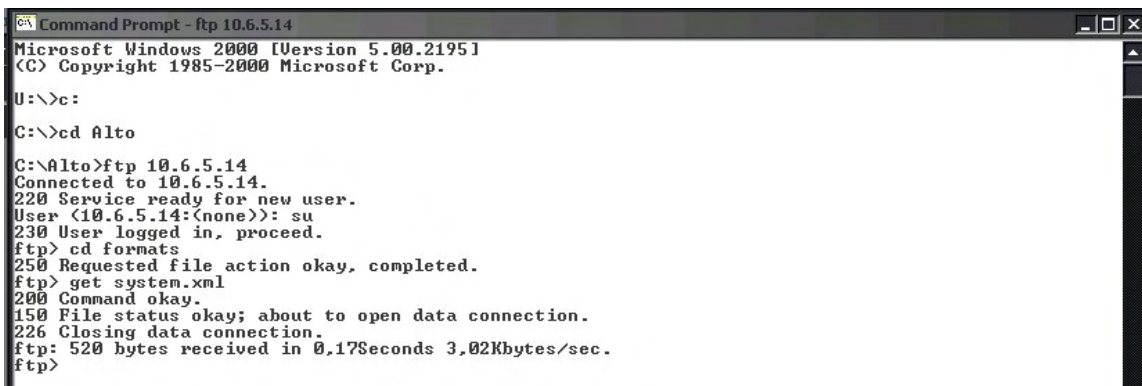 Command Prompt - ftp 10.6.5.14
Microsoft Windows 2000 [Version 5.00.2195]
(C) Copyright 1985-2000 Microsoft Corp.
U:\>c:
C:\>cd Alto
C:\Alto>ftp 10.6.5.14
Connected to 10.6.5.14.
220 Service ready for new user.
User (10.6.5.14:(none)): su
230 User logged in, proceed.
ftp> cd formats
250 Requested file action okay, completed.
ftp> get system.xml
200 Command okay.
150 File status okay; about to open data connection.
226 Closing data connection.
ftp: 520 bytes received in 0,17Seconds 3,02Kbytes/sec.
ftp>